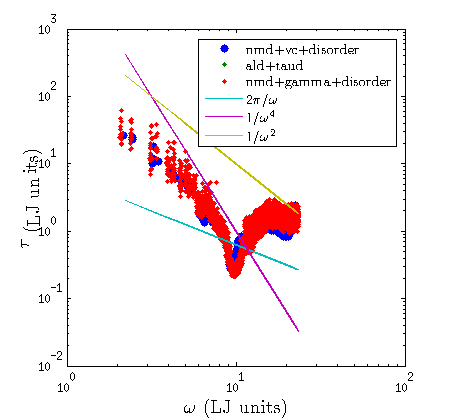 10^3
nmd+vc+disorder
ald+taud
nmd+gamma+disorder
2π/ω
1/ω^4
1/ω^2
10^2
10^1
10^0
10^-1
10^-2
τ (LJ units)
10^0
10^1
10^2
ω (LJ units)